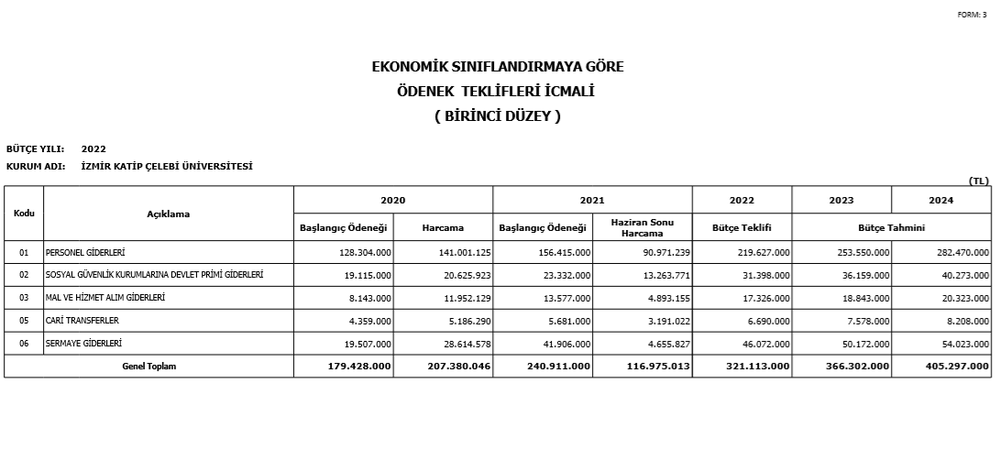 FORM: 3
EKONOMİK SINIFLANDIRMAYA GÖRE
ÖDENEK TEKLİFLERİ İCMALİ
( BİRİNCİ DÜZEY )
BÜTÇE YILI: 2022
KURUM ADI: İZMİR KATİP ÇELEBİ ÜNİVERSİTESİ
(TL)
Kodu Açıklama 2020 2021 2022 2023 2024
Başlangıç Ödeneği Harcama Başlangıç Ödeneği Haziran Sonu Harcama Bütçe Teklifi Bütçe Tahmini
01 PERSONEL GİDERLERİ 128.304.000 141.001.125 156.415.000 90.971.239 219.627.000 253.550.000 282.470.000
02 SOSYAL GÜVENLİK KURUMLARINA DEVLET PRİMİ GİDERLERİ 19.115.000 20.625.923 23.332.000 13.263.771 31.398.000 36.159.000 40.273.000
03 MAL VE HİZMET ALIM GİDERLERİ 8.143.000 11.952.129 13.577.000 4.893.155 17.326.000 18.843.000 20.323.000
05 CARİ TRANSFERLER 4.359.000 5.186.290 5.681.000 3.191.022 6.690.000 7.578.000 8.208.000
06 SERMAYE GİDERLERİ 19.507.000 28.614.578 41.906.000 4.655.827 46.072.000 50.172.000 54.023.000
Genel Toplam 179.428.000 207.380.046 240.911.000 116.975.013 321.113.000 366.302.000 405.297.000